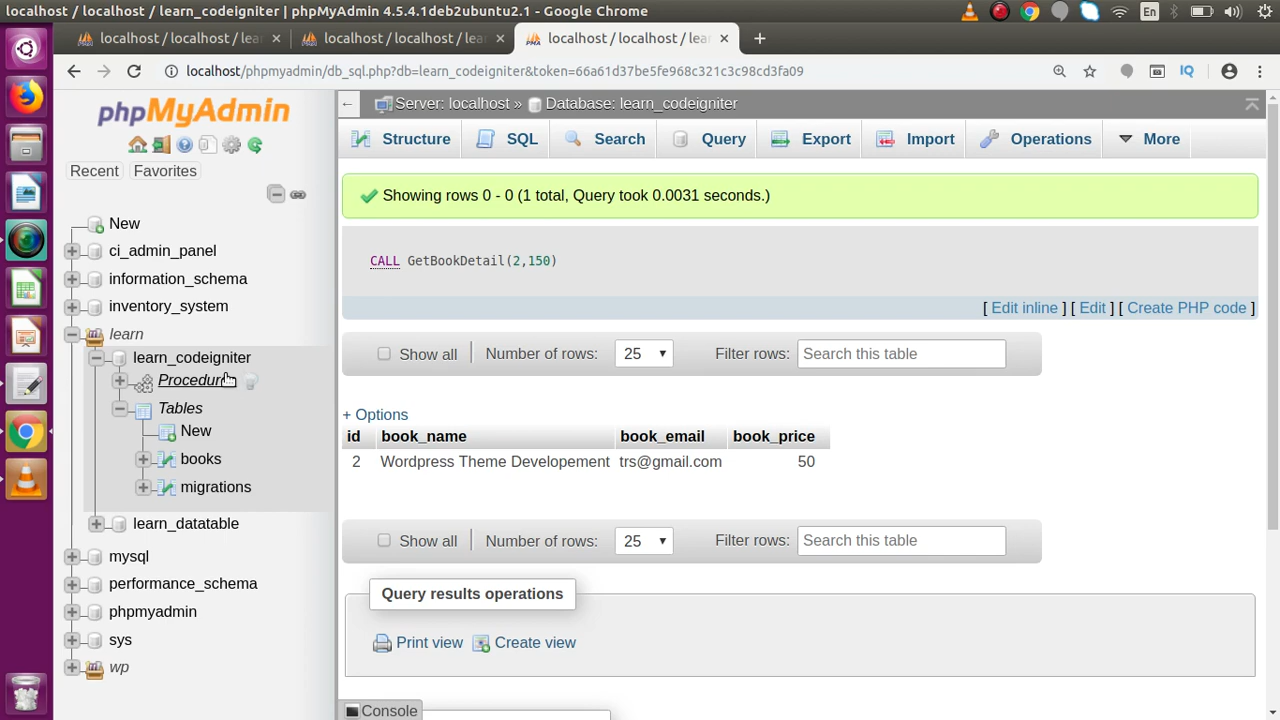 localhost / localhost / learn_codeigniter | phpMyAdmin 4.5.4.1deb2ubuntu2.1 - Google Chrome
En
localhost / localhost / lea
localhost / localhost / lea
localhost / localhost / lea
localhost/phpmyadmin/db_sql.php?db=learn_codeigniter&token=66a61d37be5fe968c321c3c98cd3fa09
IQ
phpMyAdmin
Recent Favorites
New
ci_admin_panel
information_schema
inventory_system
learn
learn_codeigniter
Tables
New
books
migrations
learn_datatable
mysql
performance_schema
phpmyadmin
sys
wp
Server: localhost » Database: learn_codeigniter
Structure SQL Search Query Export Import Operations More
Showing rows 0 - 0 (1 total, Query took 0.0031 seconds.)
CALL GetBookDetail(2,150)
[ Edit inline ] [ Edit ] [ Create PHP code ]
Show all Number of rows: 25 Filter rows: Search this table
+ Options
id book_name book_email book_price
2 Wordpress Theme Developement trs@gmail.com 50
Show all Number of rows: 25 Filter rows: Search this table
Query results operations
Print view Create view
Console